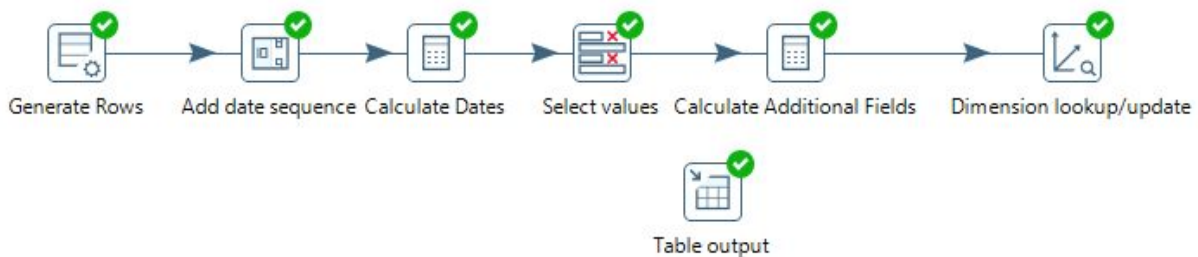 Generate Rows
Add date sequence
Calculate Dates
Select values
Calculate Additional Fields
Dimension lookup/update
Table output